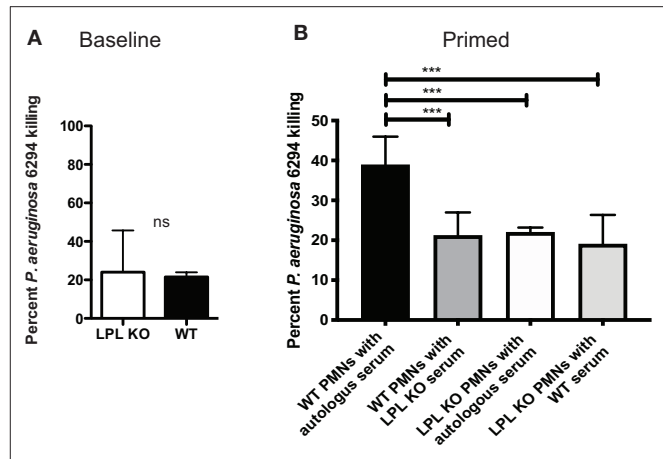 A
Baseline
Percent P. aeruginosa 6294 killing
100
80
60
40
20
0
ns
LPL KO
WT
B
Primed
***
***
***
Percent P. aeruginosa 6294 killing
50
40
30
20
10
0
WT PMNs with
autologus serum
WT PMNs with
LPL KO serum
LPL KO PMNs with
autologous serum
LPL KO PMNs with
WT serum